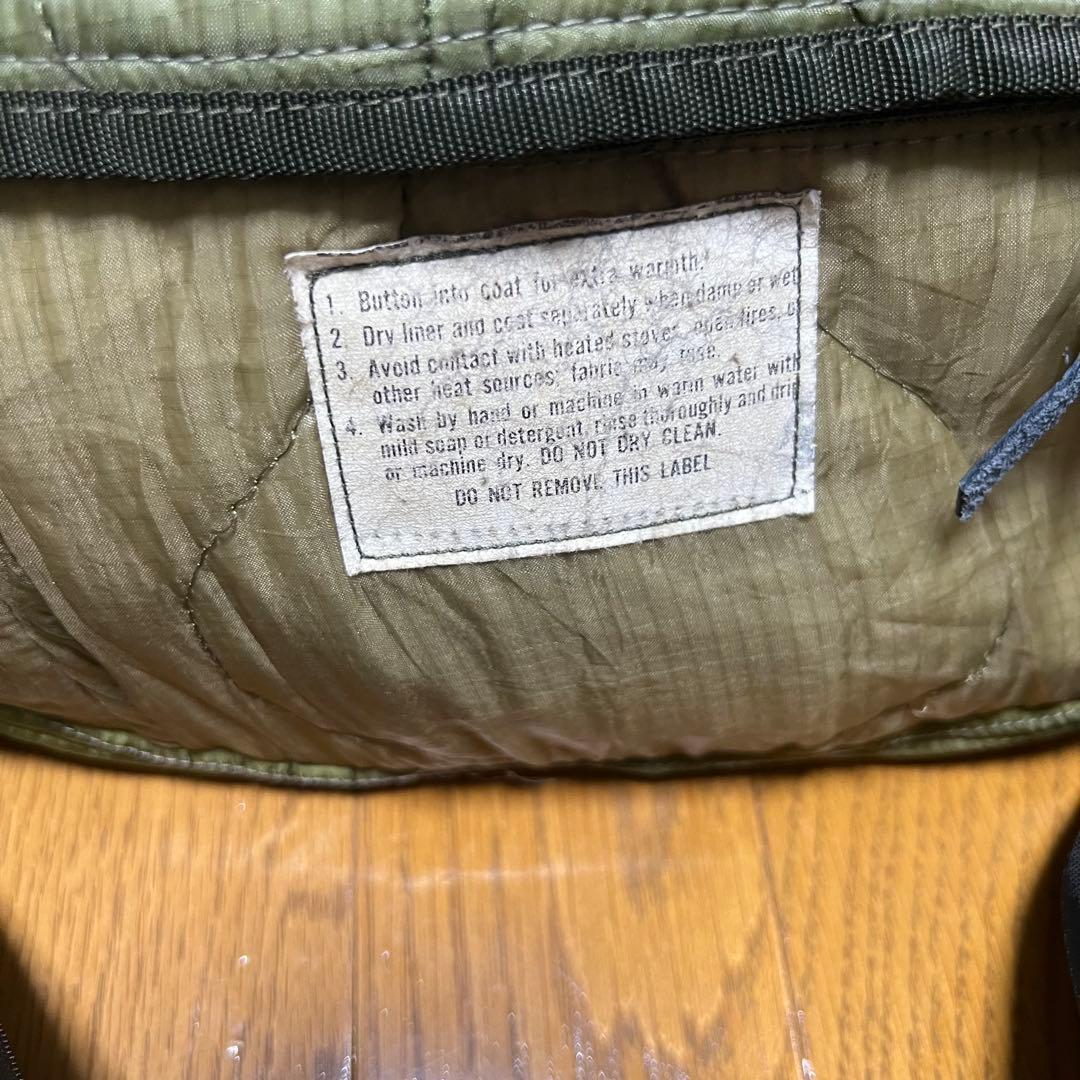 1. Button into coat for extra warmth.
2 Dry liner and coat separately when damp or wet
3. Avoid contact with heated stoves, open fires, or
other heat sources; fabric may fuse.
4. Wash by hand or machine in warm water with
mild soap or detergent, rinse thoroughly and drip
or machine dry. DO NOT DRY CLEAN.
DO NOT REMOVE THIS LABEL